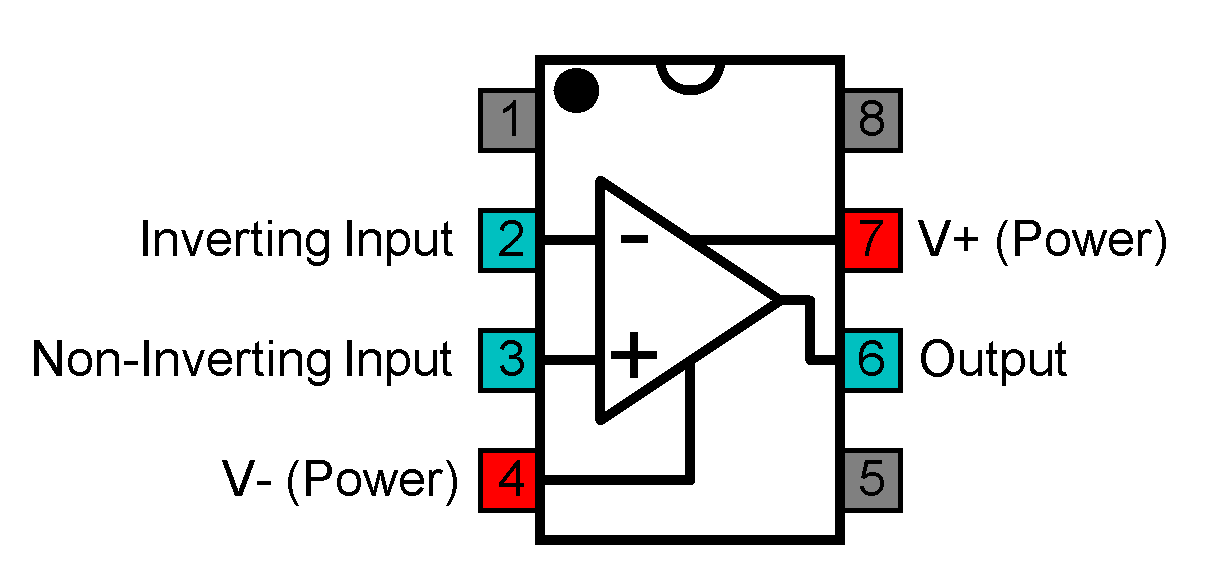 1 8
Inverting Input 2 - 7 V+ (Power)
Non-Inverting Input 3 + 6 Output
V- (Power) 4 5